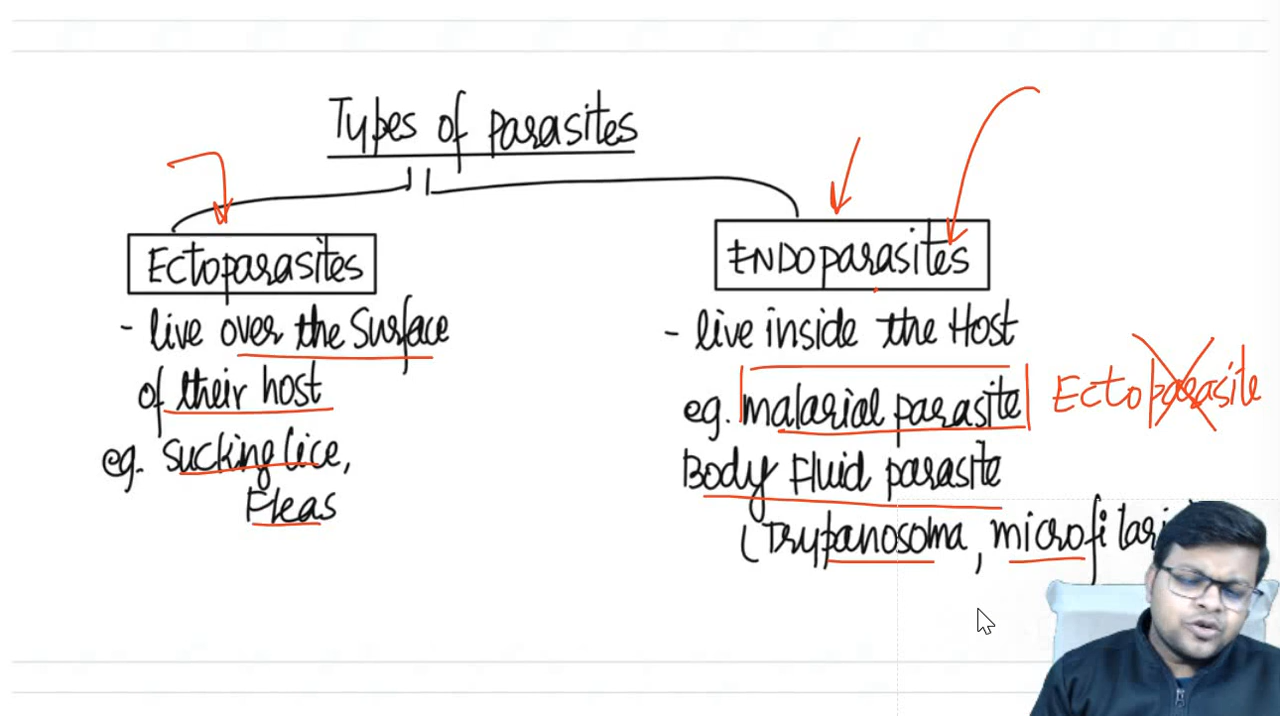 Types of parasites
Ectoparasites
- live over the Surface
of their host
eg. sucking lice,
Fleas
ENDOparasites
- live inside the Host
eg. malarial parasite
Ectoparasite
Body Fluid parasite
(Trypanosoma,